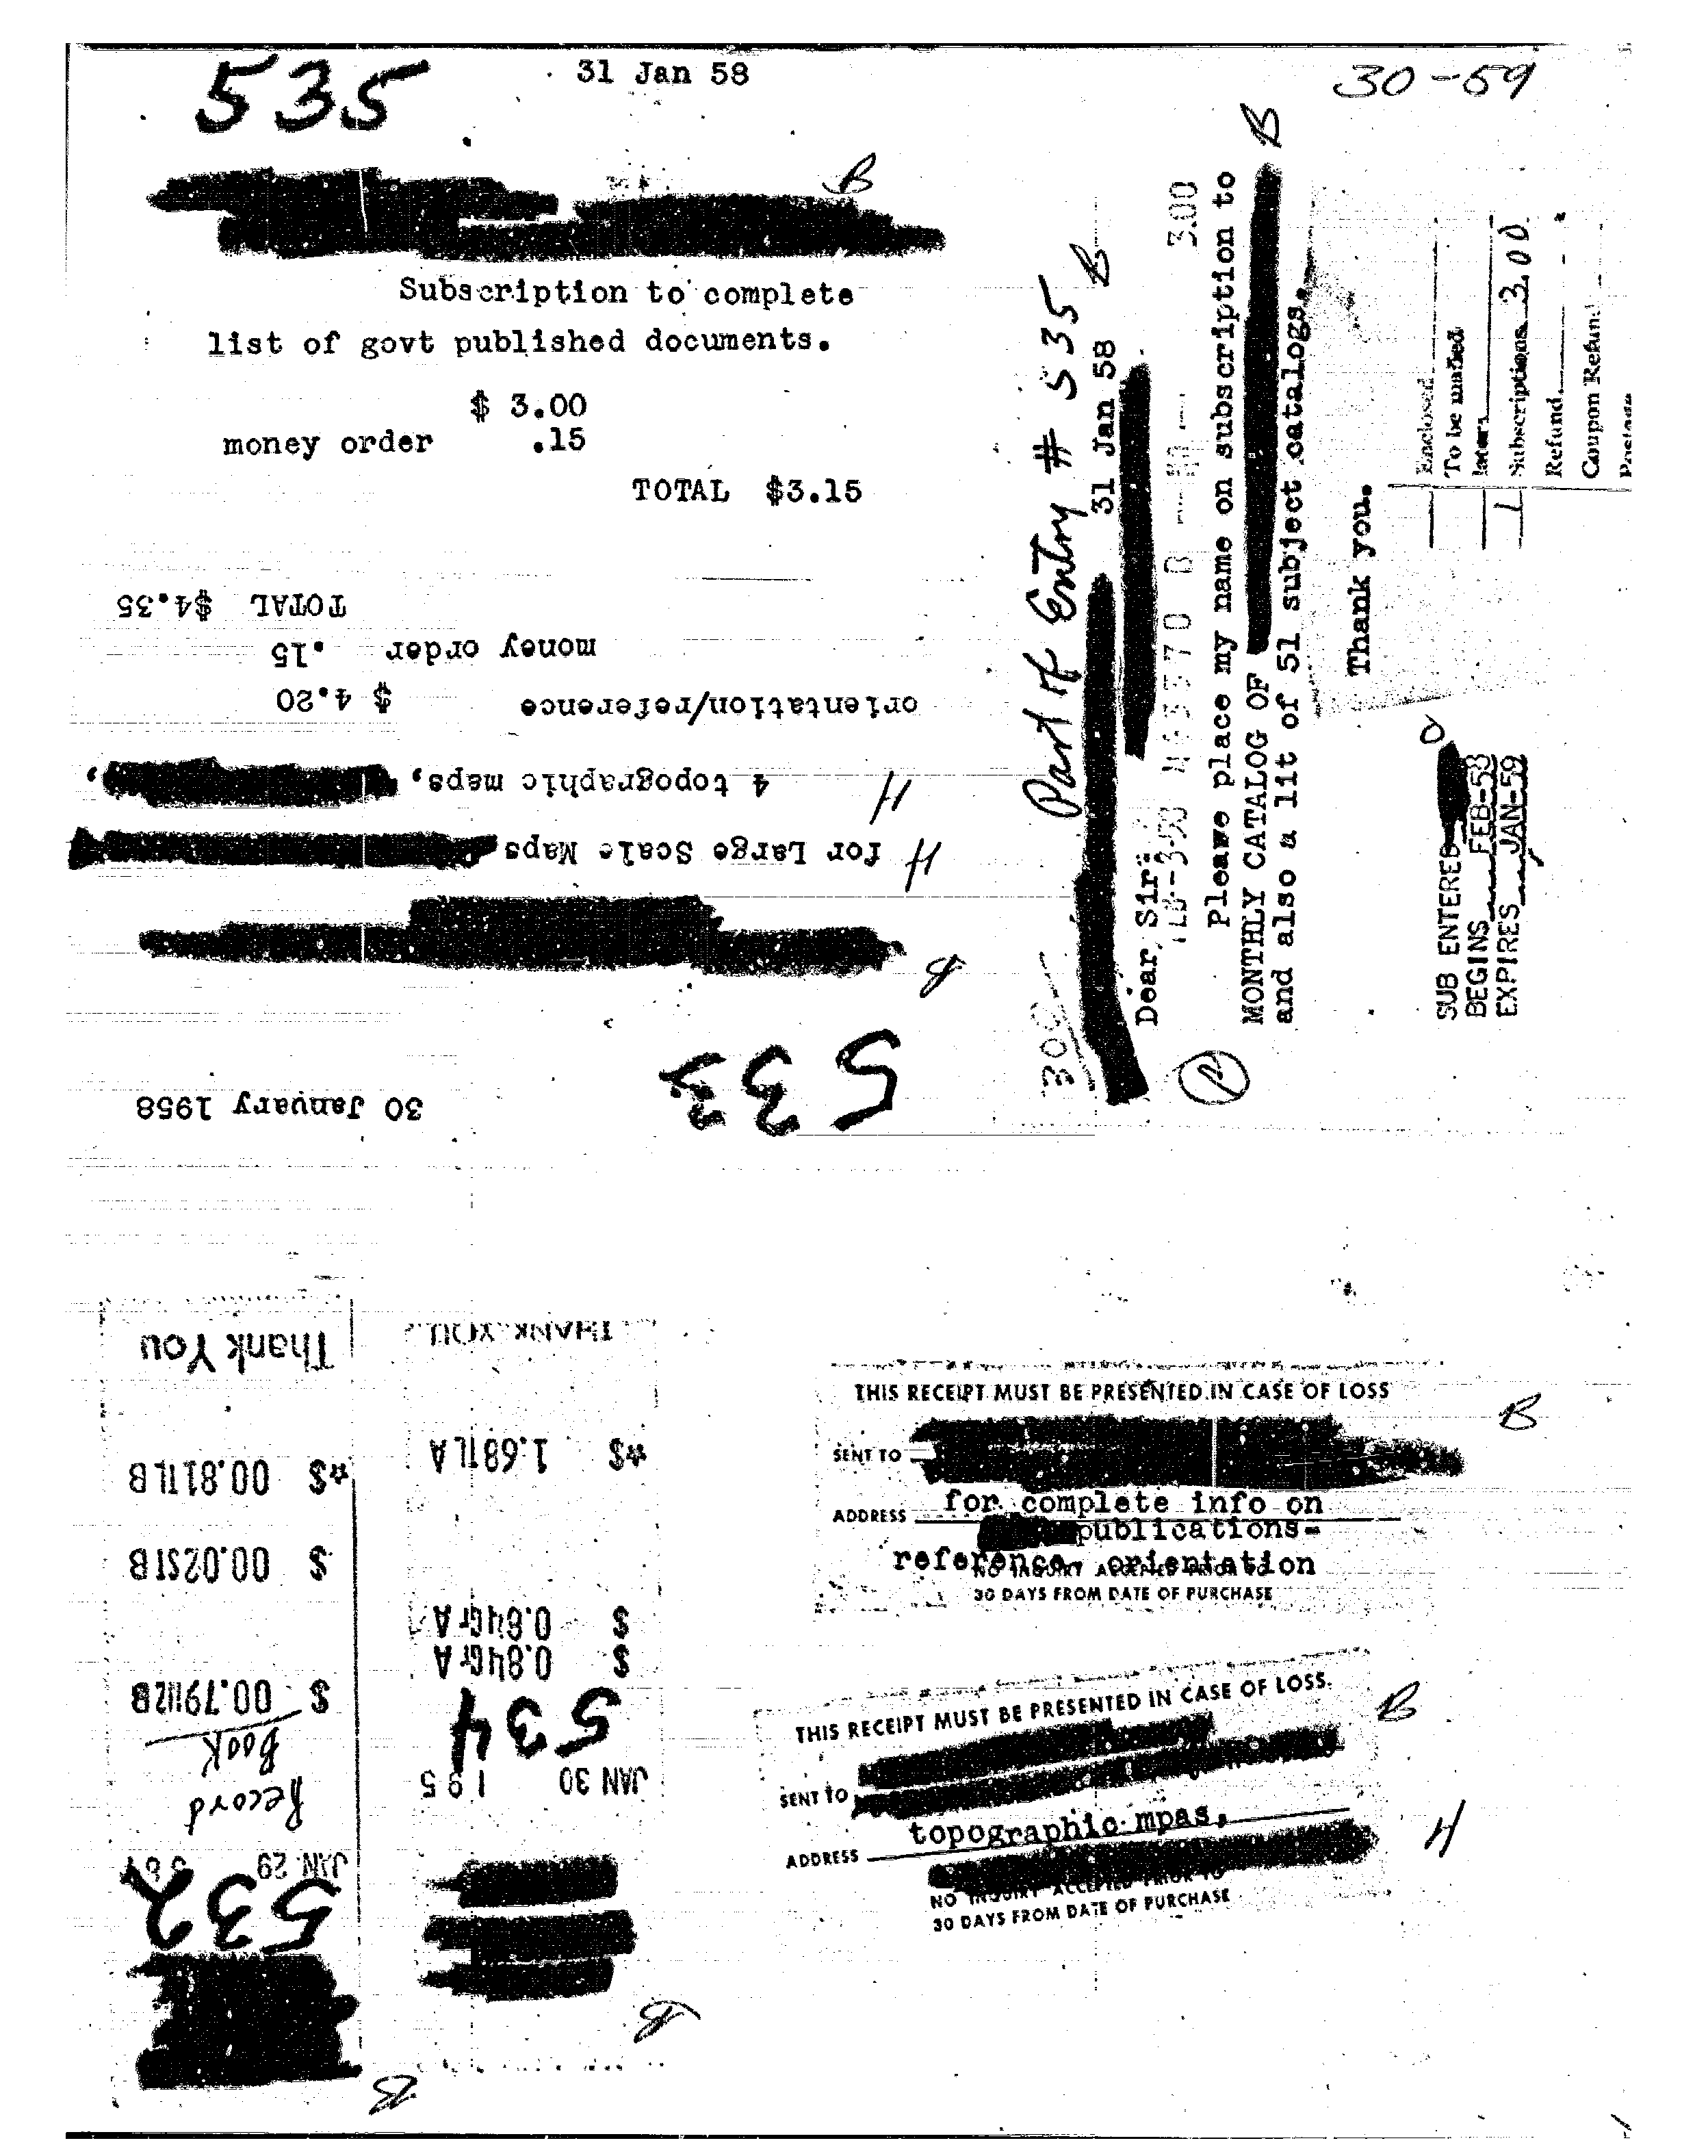 535
31 Jan 58
30-59
B
Subscription to complete
list of govt published documents.
$ 3.00
money order .15
TOTAL $3.15
Part of Entry # 535 B
31 Jan 58
Dear Sir:
3.00
Please place my name on subscription to
MONTHLY CATALOG OF B
and also a lit of 51 subject catalogs.
Thank you.
Enclosed
To be mailed
later
1 Subscriptions 3.00
Refund
Coupon Refund
Postage
SUB ENTERED
BEGINS FEB-58
EXPIRES JAN-59
300
30 January 1958
533
B
for Large Scale Maps H
4 topographic maps, , H
orientation/reference $ 4.20
money order .15
TOTAL $4.35
B
532
JAN 29
Record
Book
$ 00.79
$ 00.02
☆$ 00.81
Thank You
B
JAN 30 195
534
$ 0.84GrA
$ 0.84GrA
☆$ 1.68TLA
THANK YOU
THIS RECEIPT MUST BE PRESENTED IN CASE OF LOSS
B
SENT TO
ADDRESS for complete info on
publications-
reference, orientation
NO INQUIRY ACCEPTED PRIOR TO
30 DAYS FROM DATE OF PURCHASE
THIS RECEIPT MUST BE PRESENTED IN CASE OF LOSS.
B
SENT TO
topographic mpas,
ADDRESS
H
NO INQUIRY ACCEPTED PRIOR TO
30 DAYS FROM DATE OF PURCHASE